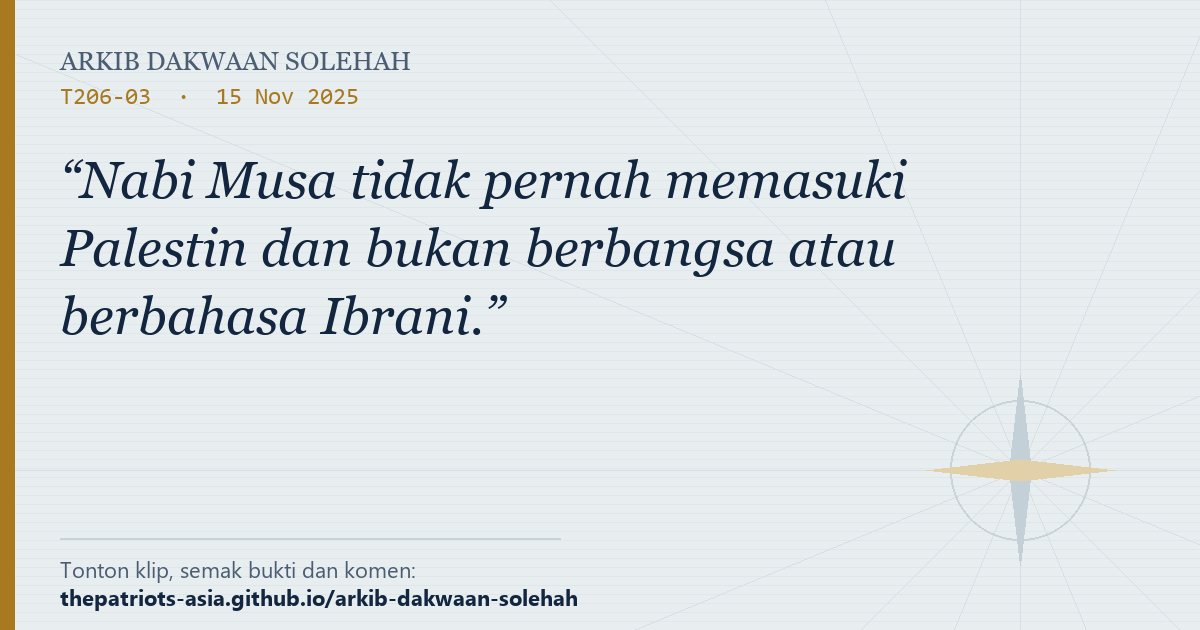 ARKIB DAKWAAN SOLEHAH
T206-03 · 15 Nov 2025
“Nabi Musa tidak pernah memasuki
Palestin dan bukan berbangsa atau
berbahasa Ibrani.”
Tonton klip, semak bukti dan komen:
thepatriots-asia.github.io/arkib-dakwaan-solehah